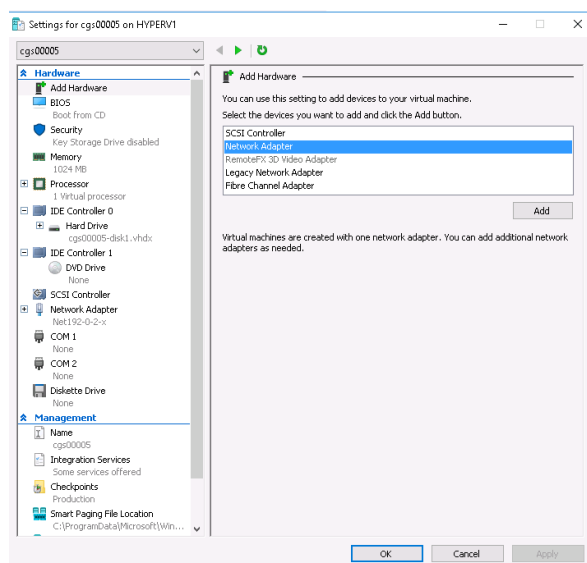 Settings for cgs00005 on HYPERV1
cgs00005
Hardware
Add Hardware
BIOS
Boot from CD
Security
Key Storage Drive disabled
Memory
1024 MB
Processor
1 Virtual processor
IDE Controller 0
Hard Drive
cgs00005-disk1.vhdx
IDE Controller 1
DVD Drive
None
SCSI Controller
Network Adapter
Net192-0-2-x
COM 1
None
COM 2
None
Diskette Drive
None
Management
Name
cgs00005
Integration Services
Some services offered
Checkpoints
Production
Smart Paging File Location
C:\ProgramData\Microsoft\Win...
Add Hardware
You can use this setting to add devices to your virtual machine.
Select the devices you want to add and click the Add button.
SCSI Controller
Network Adapter
RemoteFX 3D Video Adapter
Legacy Network Adapter
Fibre Channel Adapter
Add
Virtual machines are created with one network adapter. You can add additional network
adapters as needed.
OK
Cancel
Apply